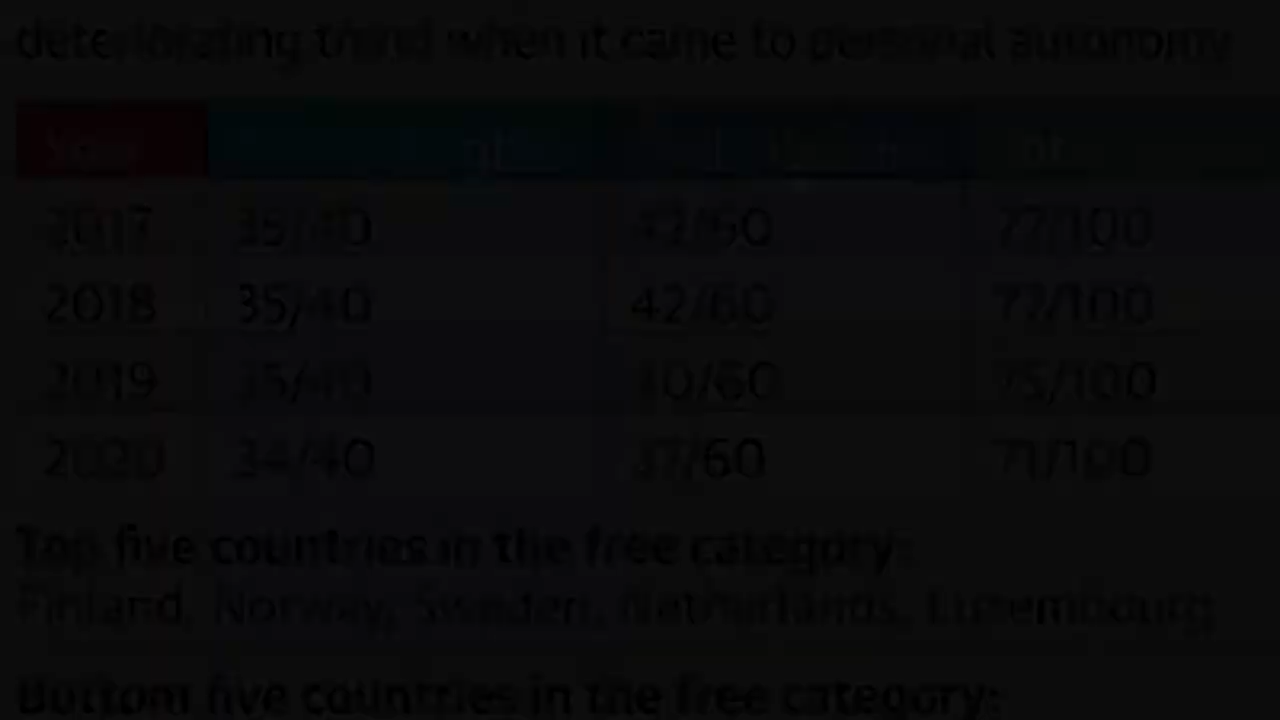 deteriorating trend when it came to personal autonomy
Year
2017 35/40 42/60 77/100
2018 35/40 42/60 77/100
2019 35/40 40/60 75/100
2020 34/40 37/60 71/100
Top five countries in the free category:
Finland, Norway, Sweden, Netherlands, Luxembourg
Bottom five countries in the free category: